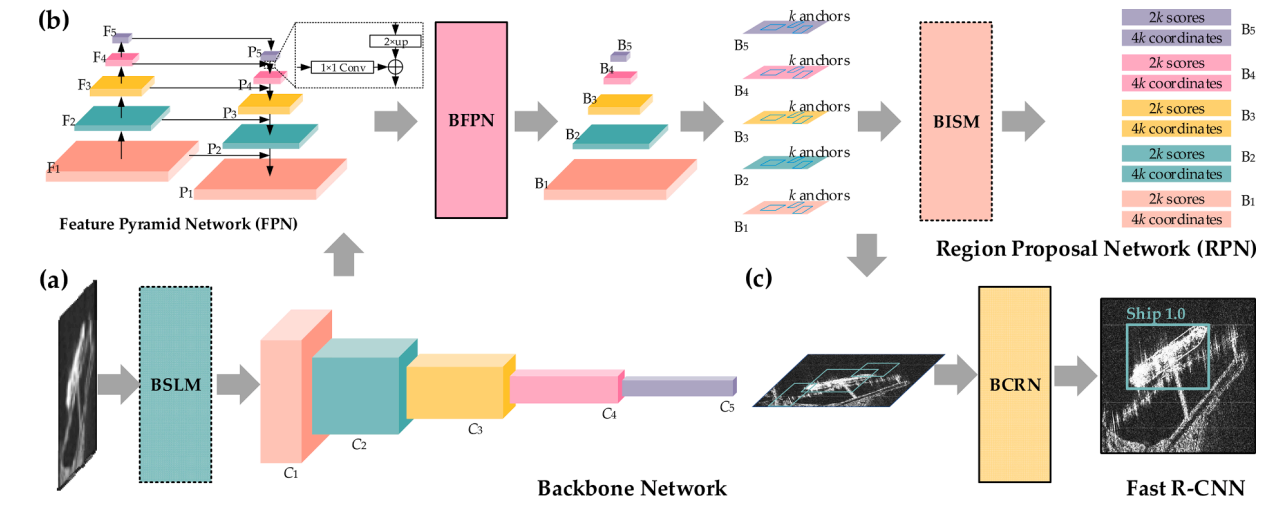 (b)
F5
F4
F3
F2
F1
P5
P4
P3
P2
P1
2×up
1×1 Conv
Feature Pyramid Network (FPN)
BFPN
B5
B4
B3
B2
B1
k anchors
B5
k anchors
B4
k anchors
B3
k anchors
B2
k anchors
B1
BISM
2k scores
4k coordinates
B5
2k scores
4k coordinates
B4
2k scores
4k coordinates
B3
2k scores
4k coordinates
B2
2k scores
4k coordinates
B1
Region Proposal Network (RPN)
(a)
BSLM
C1
C2
C3
C4
C5
Backbone Network
(c)
BCRN
Ship 1.0
Fast R-CNN